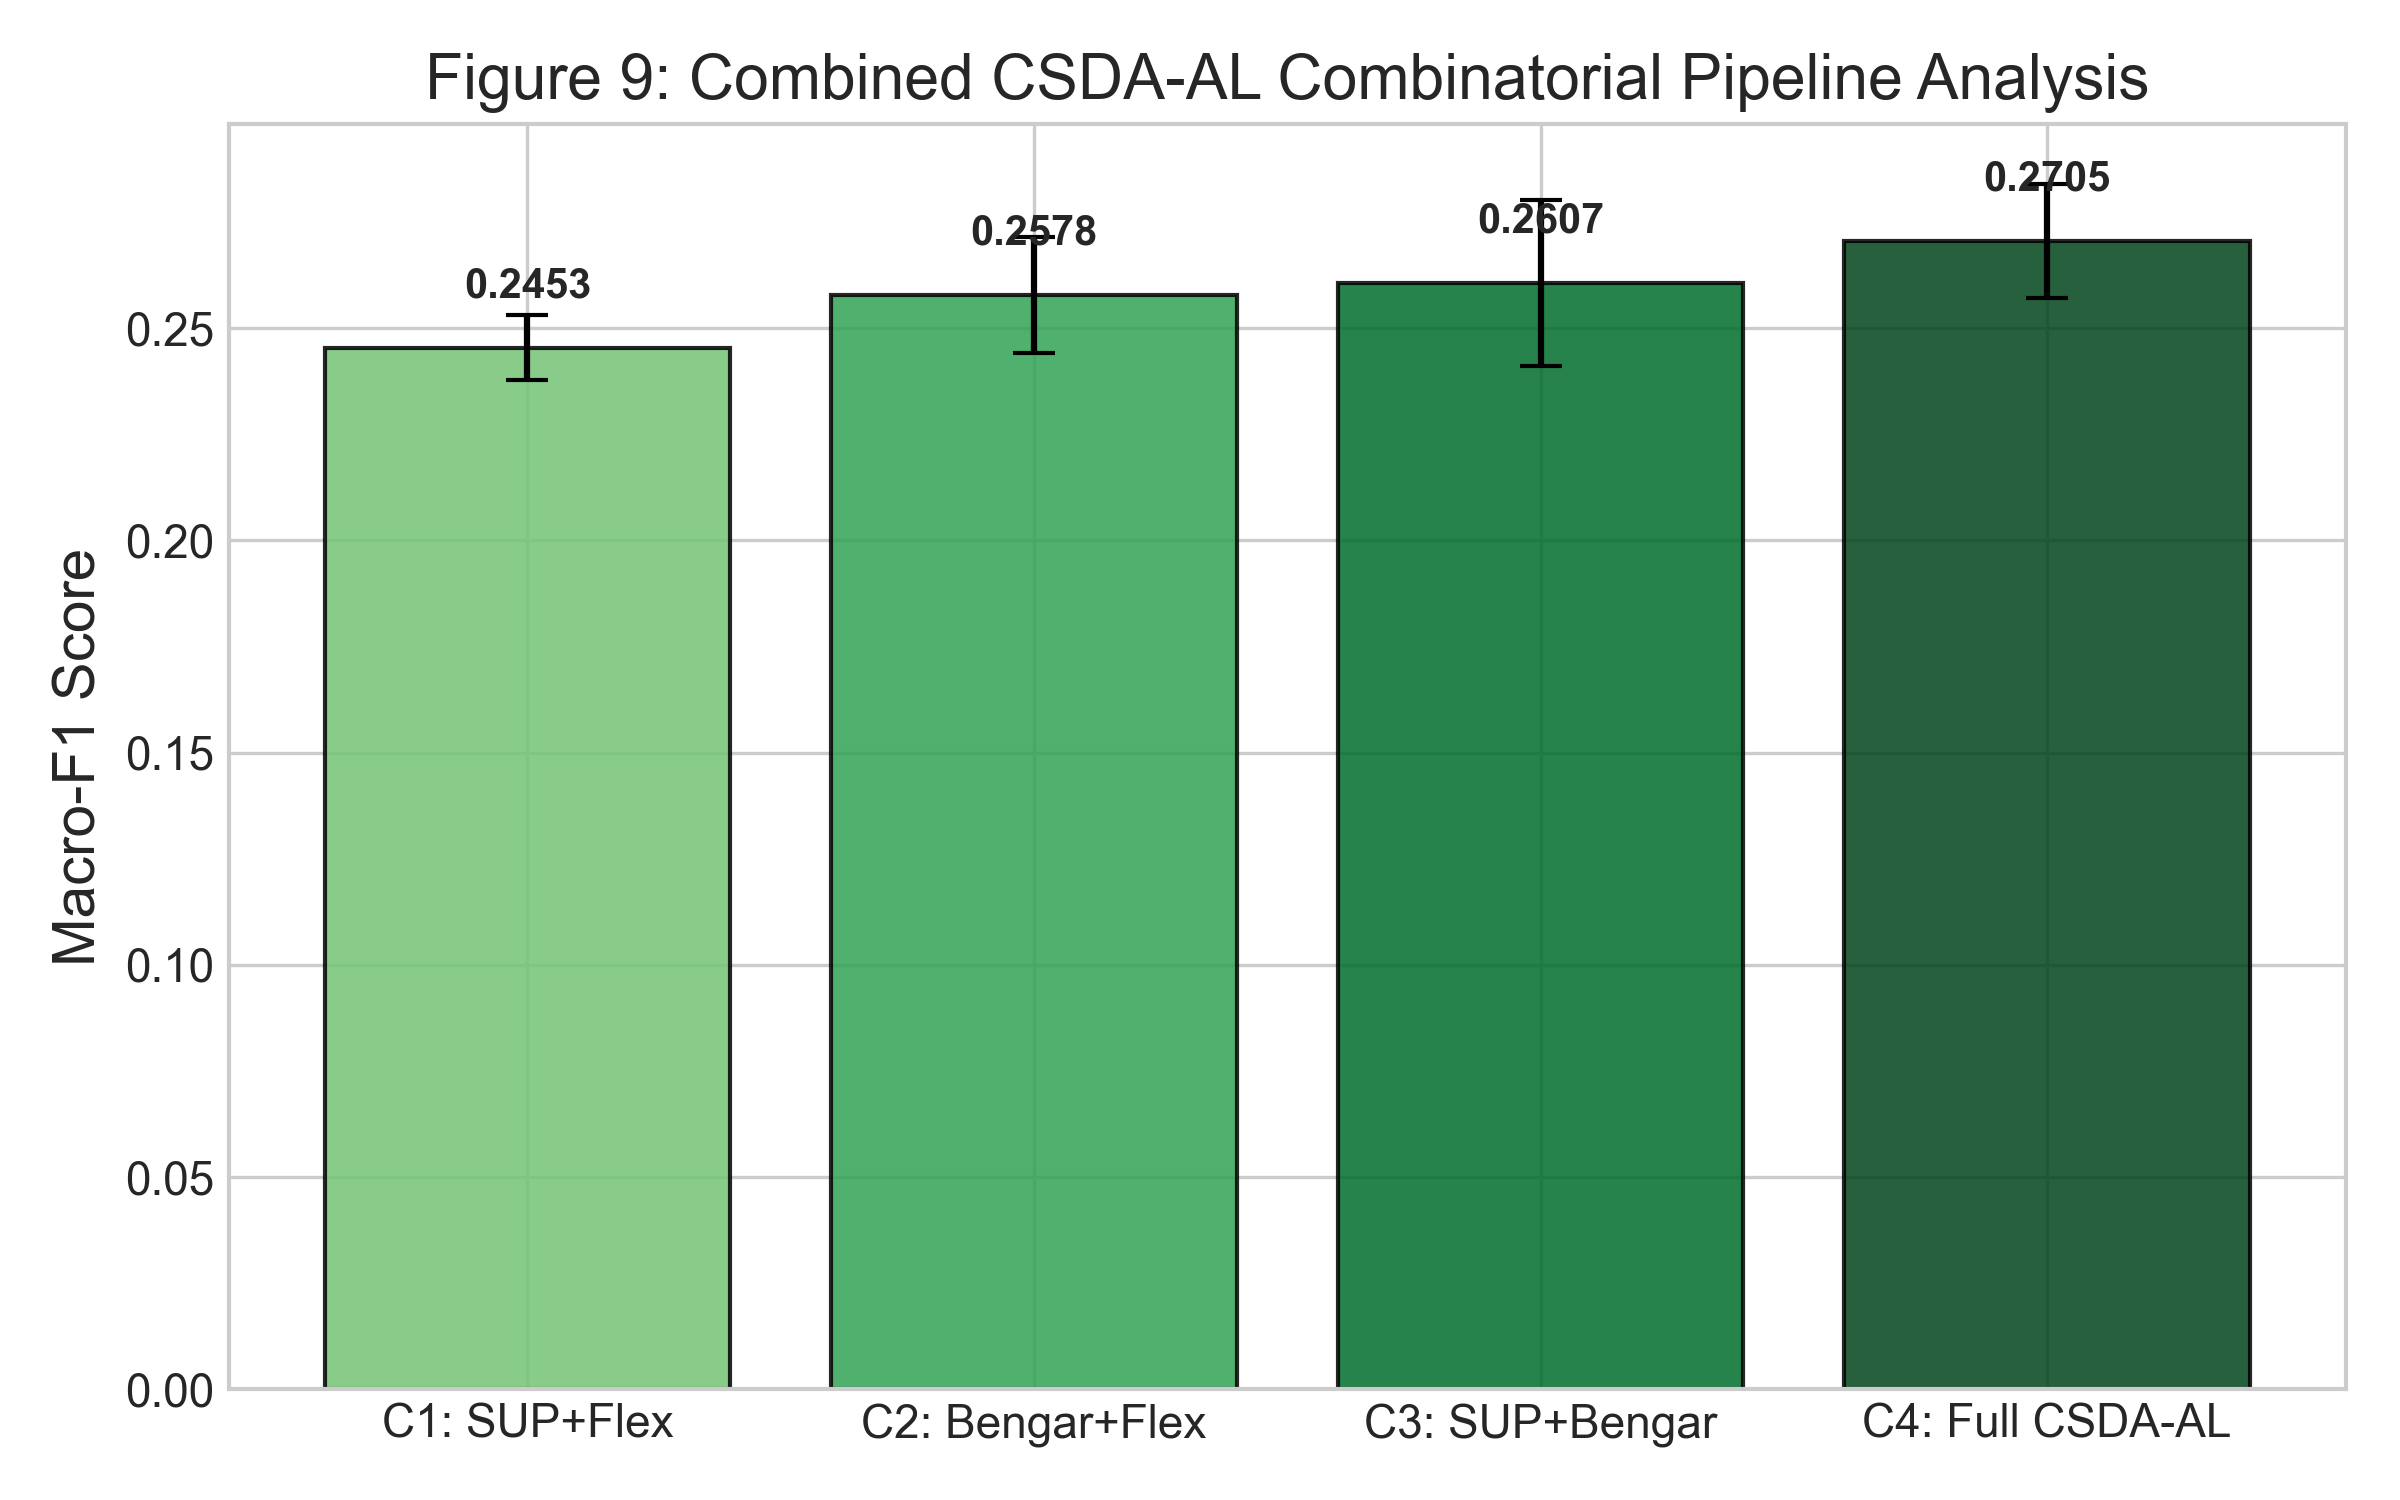 Figure 9: Combined CSDA-AL Combinatorial Pipeline Analysis
Macro-F1 Score
0.25
0.20
0.15
0.10
0.05
0.00
0.2453
0.2578
0.2607
0.2705
C1: SUP+Flex
C2: Bengar+Flex
C3: SUP+Bengar
C4: Full CSDA-AL